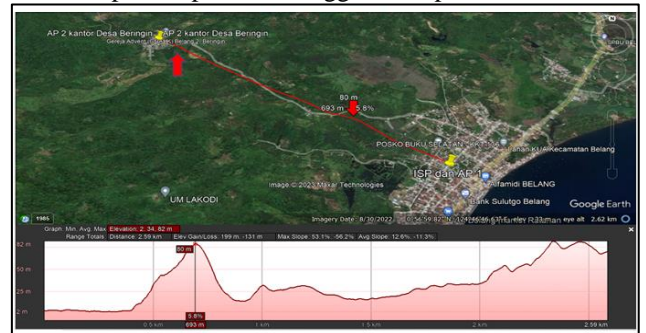 AP 2 kantor Desa Beringin
AP 2 kantor Desa Beringin
80 m
693 m
5.8%
POSKO BUKU SELATAN
Kecamatan Belang
ISP dan AP 1
Alfamidi BELANG
Bank Sulutgo Belang
UM LAKODI
Image © 2023 Maxar Technologies
Google Earth
1985
Imagery Date: 8/30/2022
eye alt 2.62 km
Graph: Min, Avg, Max Elevation: 2, 34, 82 m
Range Totals: Distance: 2.59 km Elev Gain/Loss: 199 m, -131 m Max Slope: 53.1%, -56.2% Avg Slope: 12.6%, -11.3%
82 m
80 m
50 m
25 m
2 m
5.8%
0.5 km
693 m
1 km
1.5 km
2 km
2.59 km